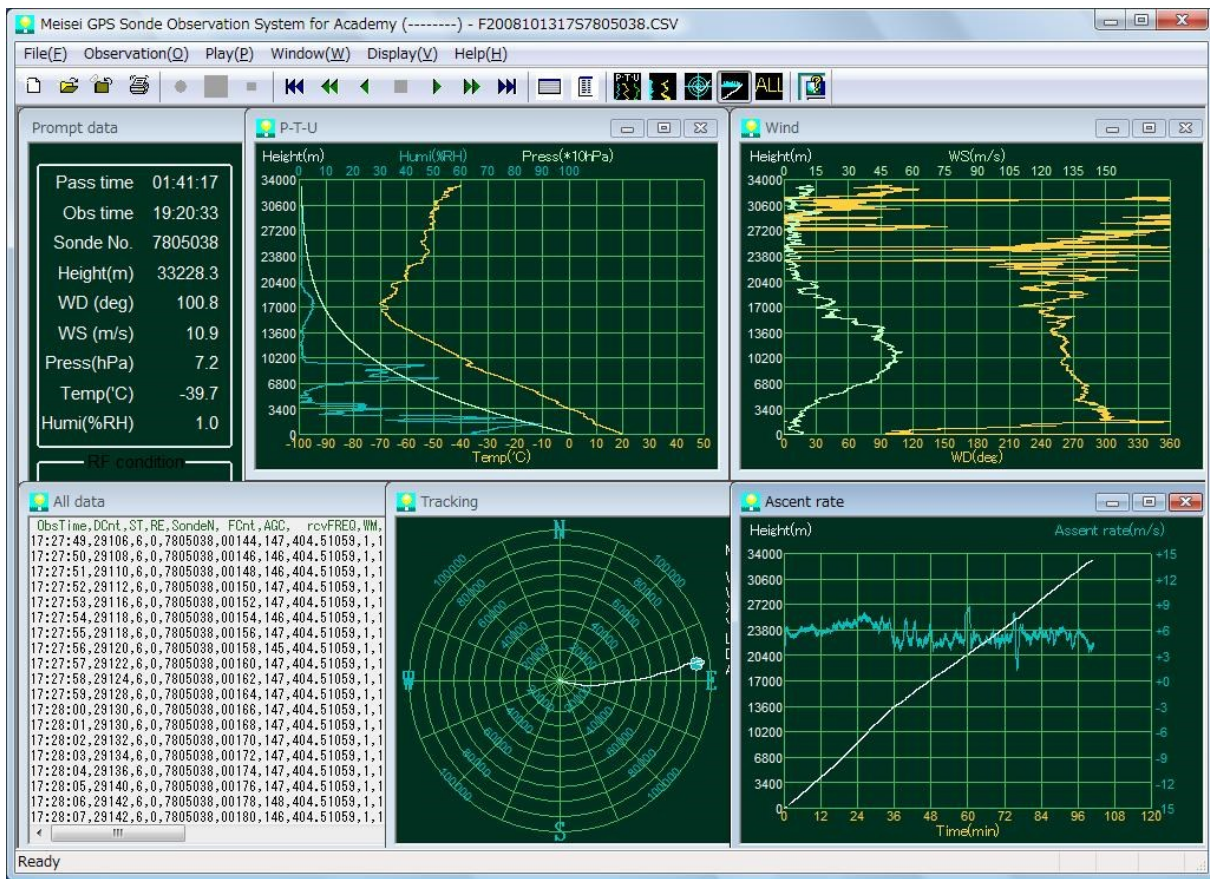 Meisei GPS Sonde Observation System for Academy (--------) - F2008101317S7805038.CSV
File(F) Observation(O) Play(P) Window(W) Display(V) Help(H)
P-T-U ALL
Prompt data
Pass time 01:41:17
Obs time 19:20:33
Sonde No. 7805038
Height(m) 33228.3
WD (deg) 100.8
WS (m/s) 10.9
Press(hPa) 7.2
Temp('C) -39.7
Humi(%RH) 1.0
RF condition
P-T-U
Height(m) Humi(%RH) Press(*10hPa)
0 10 20 30 40 50 60 70 80 90 100
34000
30600
27200
23800
20400
17000
13600
10200
6800
3400
0
-100 -90 -80 -70 -60 -50 -40 -30 -20 -10 0 10 20 30 40 50
Temp('C)
Wind
Height(m) WS(m/s)
0 15 30 45 60 75 90 105 120 135 150
34000
30600
27200
23800
20400
17000
13600
10200
6800
3400
0
0 30 60 90 120 150 180 210 240 270 300 330 360
WD(deg)
All data
ObsTime,DCnt,ST,RE,SondeN, FCnt,AGC, rcvFREQ,WM,
17:27:49,29106,6,0,7805038,00144,147,404.51059,1,1
17:27:50,29108,6,0,7805038,00146,146,404.51059,1,1
17:27:51,29110,6,0,7805038,00148,146,404.51059,1,1
17:27:52,29112,6,0,7805038,00150,147,404.51059,1,1
17:27:53,29116,6,0,7805038,00152,147,404.51059,1,1
17:27:54,29118,6,0,7805038,00154,146,404.51059,1,1
17:27:55,29118,6,0,7805038,00156,147,404.51059,1,1
17:27:56,29120,6,0,7805038,00158,145,404.51059,1,1
17:27:57,29122,6,0,7805038,00160,147,404.51059,1,1
17:27:58,29124,6,0,7805038,00162,147,404.51059,1,1
17:27:59,29128,6,0,7805038,00164,147,404.51059,1,1
17:28:00,29130,6,0,7805038,00166,147,404.51059,1,1
17:28:01,29130,6,0,7805038,00168,147,404.51059,1,1
17:28:02,29132,6,0,7805038,00170,147,404.51059,1,1
17:28:03,29134,6,0,7805038,00172,147,404.51059,1,1
17:28:04,29136,6,0,7805038,00174,147,404.51059,1,1
17:28:05,29140,6,0,7805038,00176,147,404.51059,1,1
17:28:06,29142,6,0,7805038,00178,148,404.51059,1,1
17:28:07,29142,6,0,7805038,00180,146,404.51059,1,1
Tracking
N
100000 100000
80000 80000
60000 60000
40000 40000
20000 20000
W E
20000 20000
40000 40000
60000 60000
80000 80000
100000 100000
S
Ascent rate
Height(m) Assent rate(m/s)
34000 +15
30600 +12
27200 +9
23800 +6
20400 +3
17000 +0
13600 -3
10200 -6
6800 -9
3400 -12
0 -15
0 12 24 36 48 60 72 84 96 108 120
Time(min)
Ready